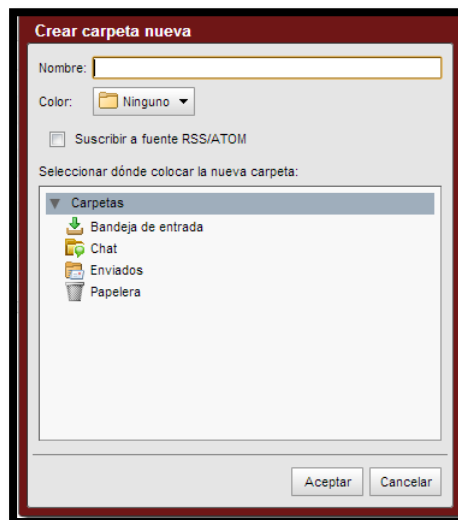 Crear carpeta nueva
Nombre:
Color: Ninguno
Suscribir a fuente RSS/ATOM
Seleccionar dónde colocar la nueva carpeta:
Carpetas
Bandeja de entrada
Chat
Enviados
Papelera
Aceptar Cancelar